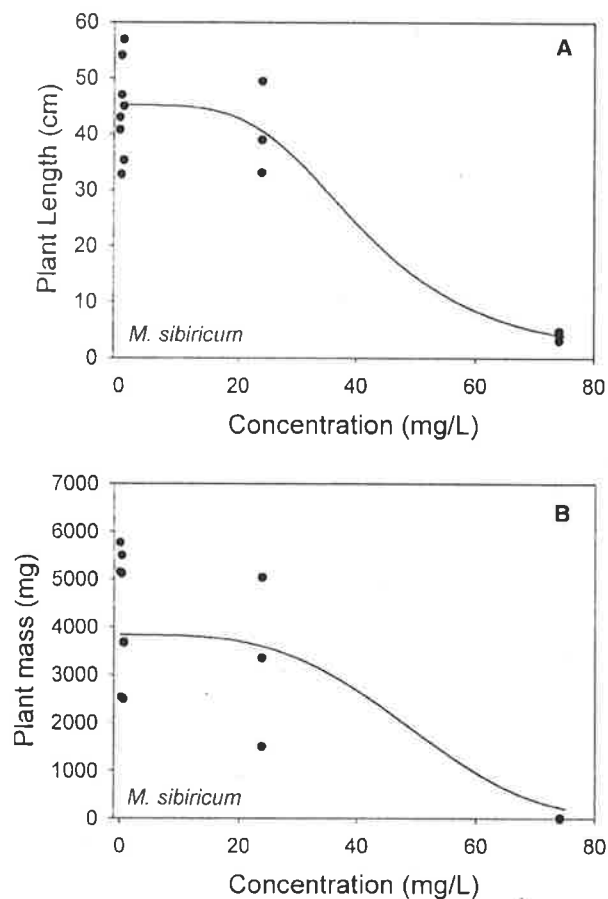 A
Plant Length (cm)
60
50
40
30
20
10
0
M. sibiricum
0 20 40 60 80
Concentration (mg/L)
B
Plant mass (mg)
7000
6000
5000
4000
3000
2000
1000
0
M. sibiricum
0 20 40 60 80
Concentration (mg/L)